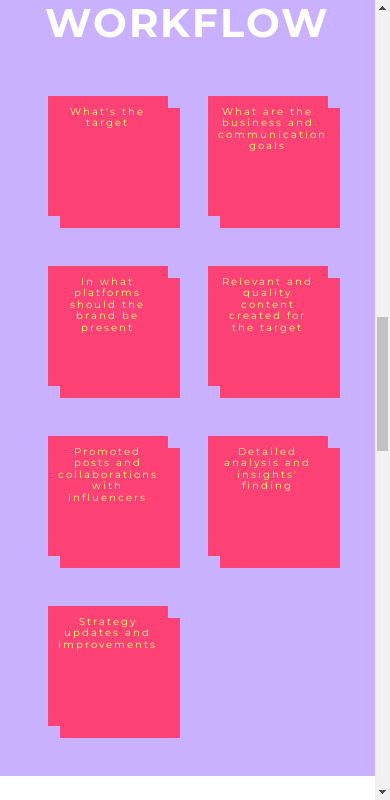 WORKFLOW
What's the
target
What are the
business and
communication
goals
In what
platforms
should the
brand be
present
Relevant and
quality
content
created for
the target
Promoted
posts and
collaborations
with
influencers
Detailed
analysis and
insights'
finding
Strategy
updates and
improvements